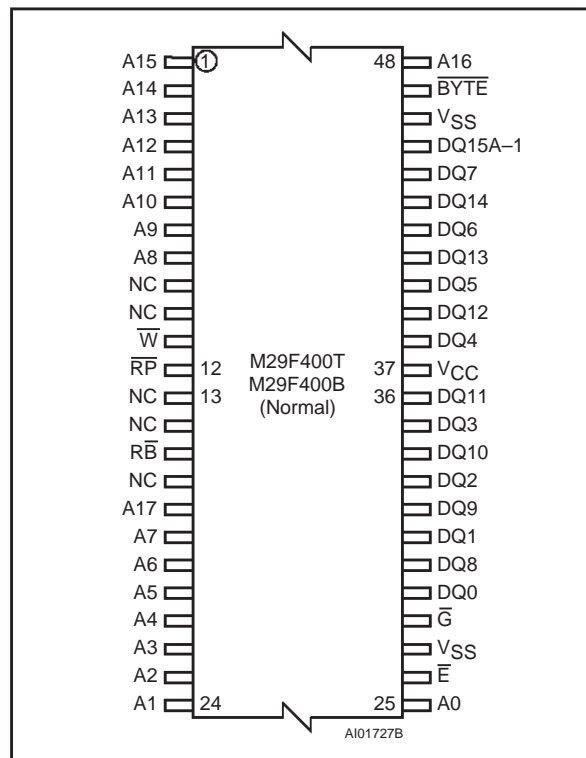 A15 1 48 A16
A14 B̅Y̅T̅E̅
A13 VSS
A12 DQ15A–1
A11 DQ7
A10 DQ14
A9 DQ6
A8 DQ13
NC DQ5
NC DQ12
W̅ DQ4
R̅P̅ 12 M29F400T 37 VCC
NC 13 M29F400B 36 DQ11
(Normal)
NC DQ3
RB̅ DQ10
NC DQ2
A17 DQ9
A7 DQ1
A6 DQ8
A5 DQ0
A4 G̅
A3 VSS
A2 E̅
A1 24 25 A0
AI01727B